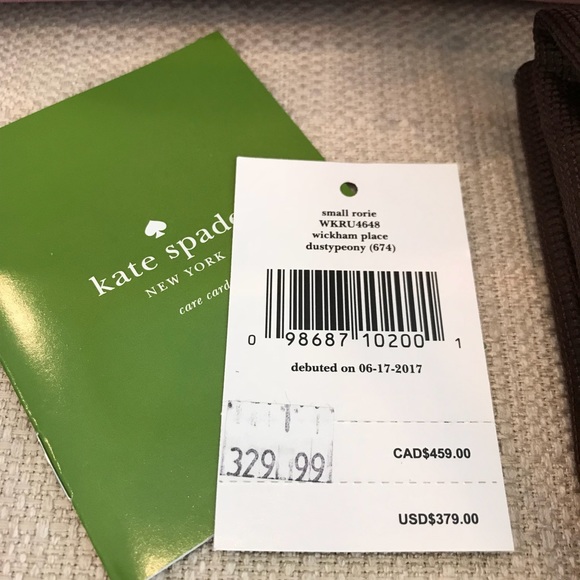 kate spade
NEW YORK
care card
small rorie
WKRU4648
wickham place
dustypeony (674)
0 98687 10200 1
debuted on 06-17-2017
329.99
CAD$459.00
USD$379.00